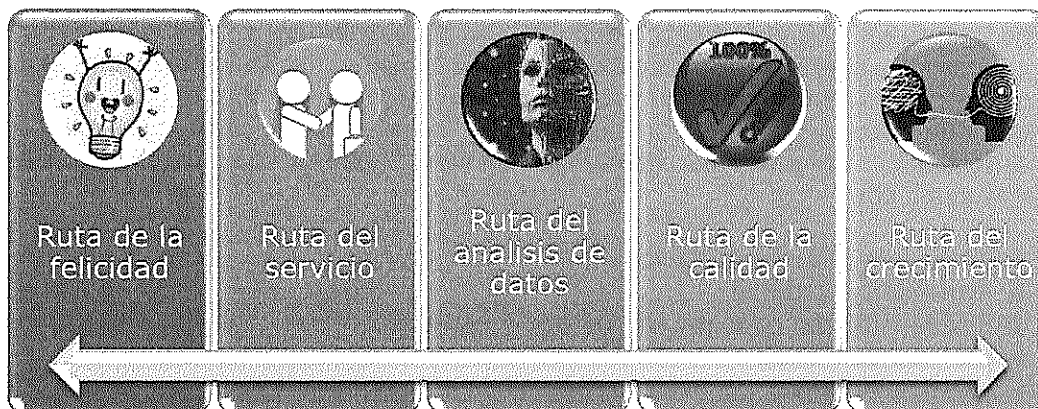 100%
Ruta de la
felicidad
Ruta del
servicio
Ruta del
analisis de
datos
Ruta de la
calidad
Ruta del
crecimiento